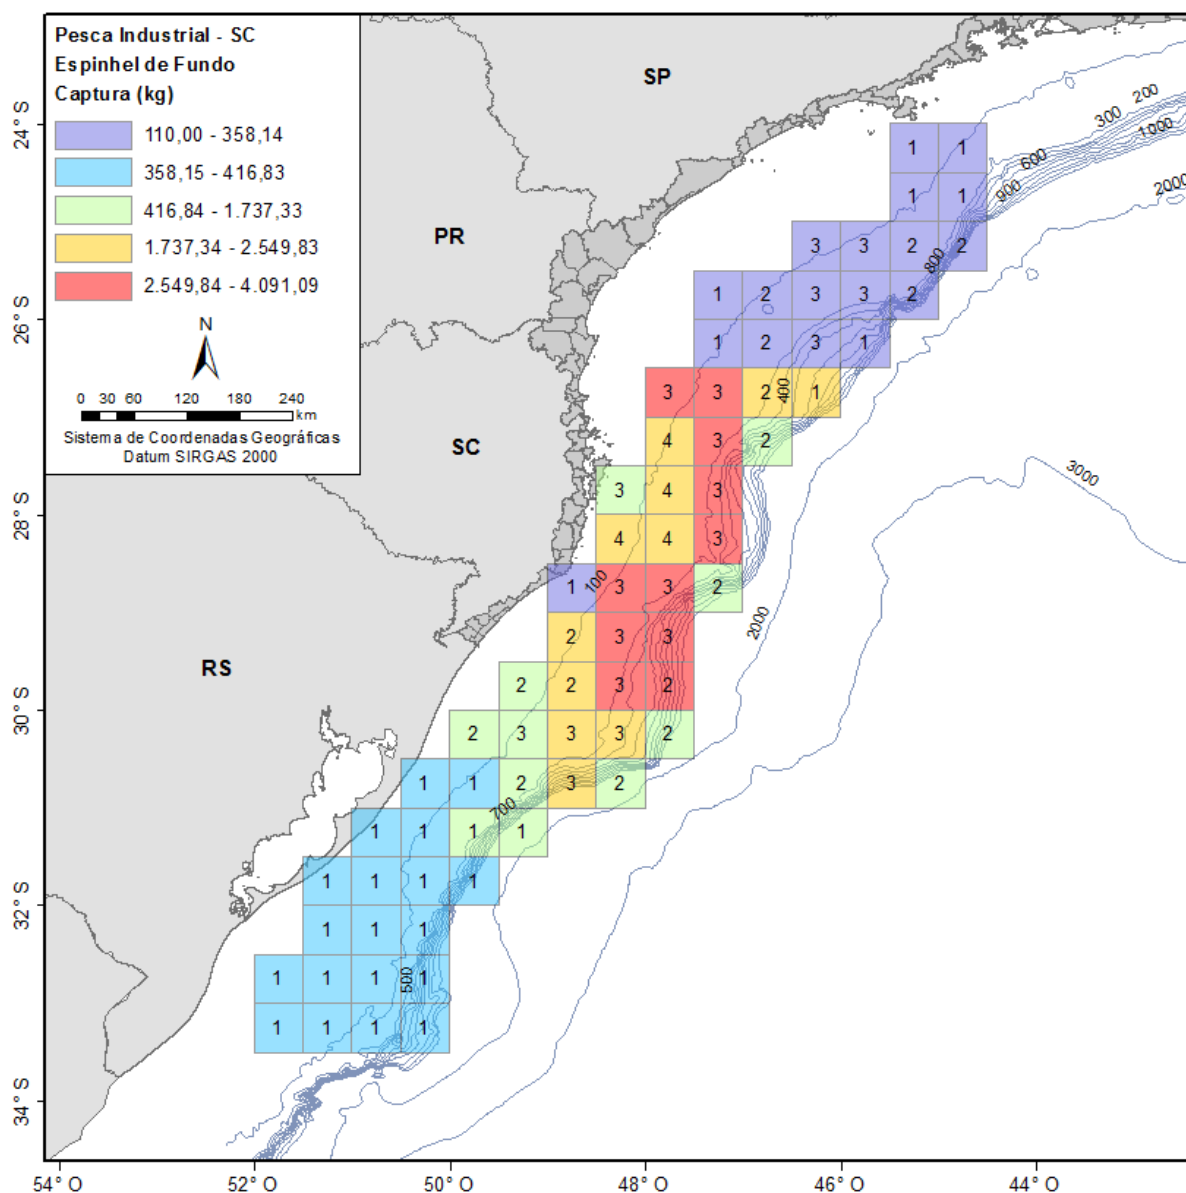 Pesca Industrial - SC
Espinhel de Fundo
Captura (kg)
110,00 - 358,14
358,15 - 416,83
416,84 - 1.737,33
1.737,34 - 2.549,83
2.549,84 - 4.091,09
N
0 30 60 120 180 240
km
Sistema de Coordenadas Geográficas
Datum SIRGAS 2000
SP
PR
SC
RS
24° S
26° S
28° S
30° S
32° S
34° S
200
300
1000
600
900
2000
800
400
3000
100
2000
700
500
1 1
1 1
3 3 2 2
1 2 3 3 2
1 2 3 1
3 3 2 1
4 3 2
3 4 3
4 4 3
1 3 3 2
2 3 3
2 2 3 2
2 3 3 3 2
1 1 2 3 2
1 1 1 1
1 1 1 1
1 1 1
1 1 1 1
1 1 1 1
54° O 52° O 50° O 48° O 46° O 44° O